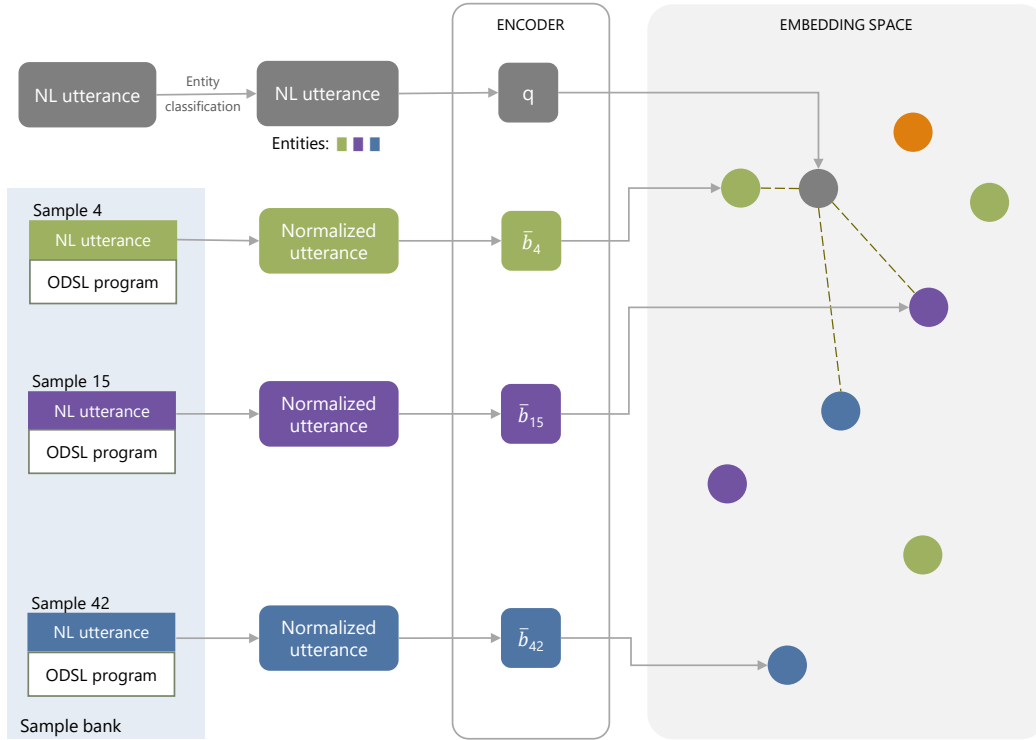 ENCODER
EMBEDDING SPACE
NL utterance
Entity
classification
NL utterance
q
Entities:
Sample 4
NL utterance
ODSL program
Normalized
utterance
b̄₄
Sample 15
NL utterance
ODSL program
Normalized
utterance
b̄₁₅
Sample 42
NL utterance
ODSL program
Normalized
utterance
b̄₄₂
Sample bank